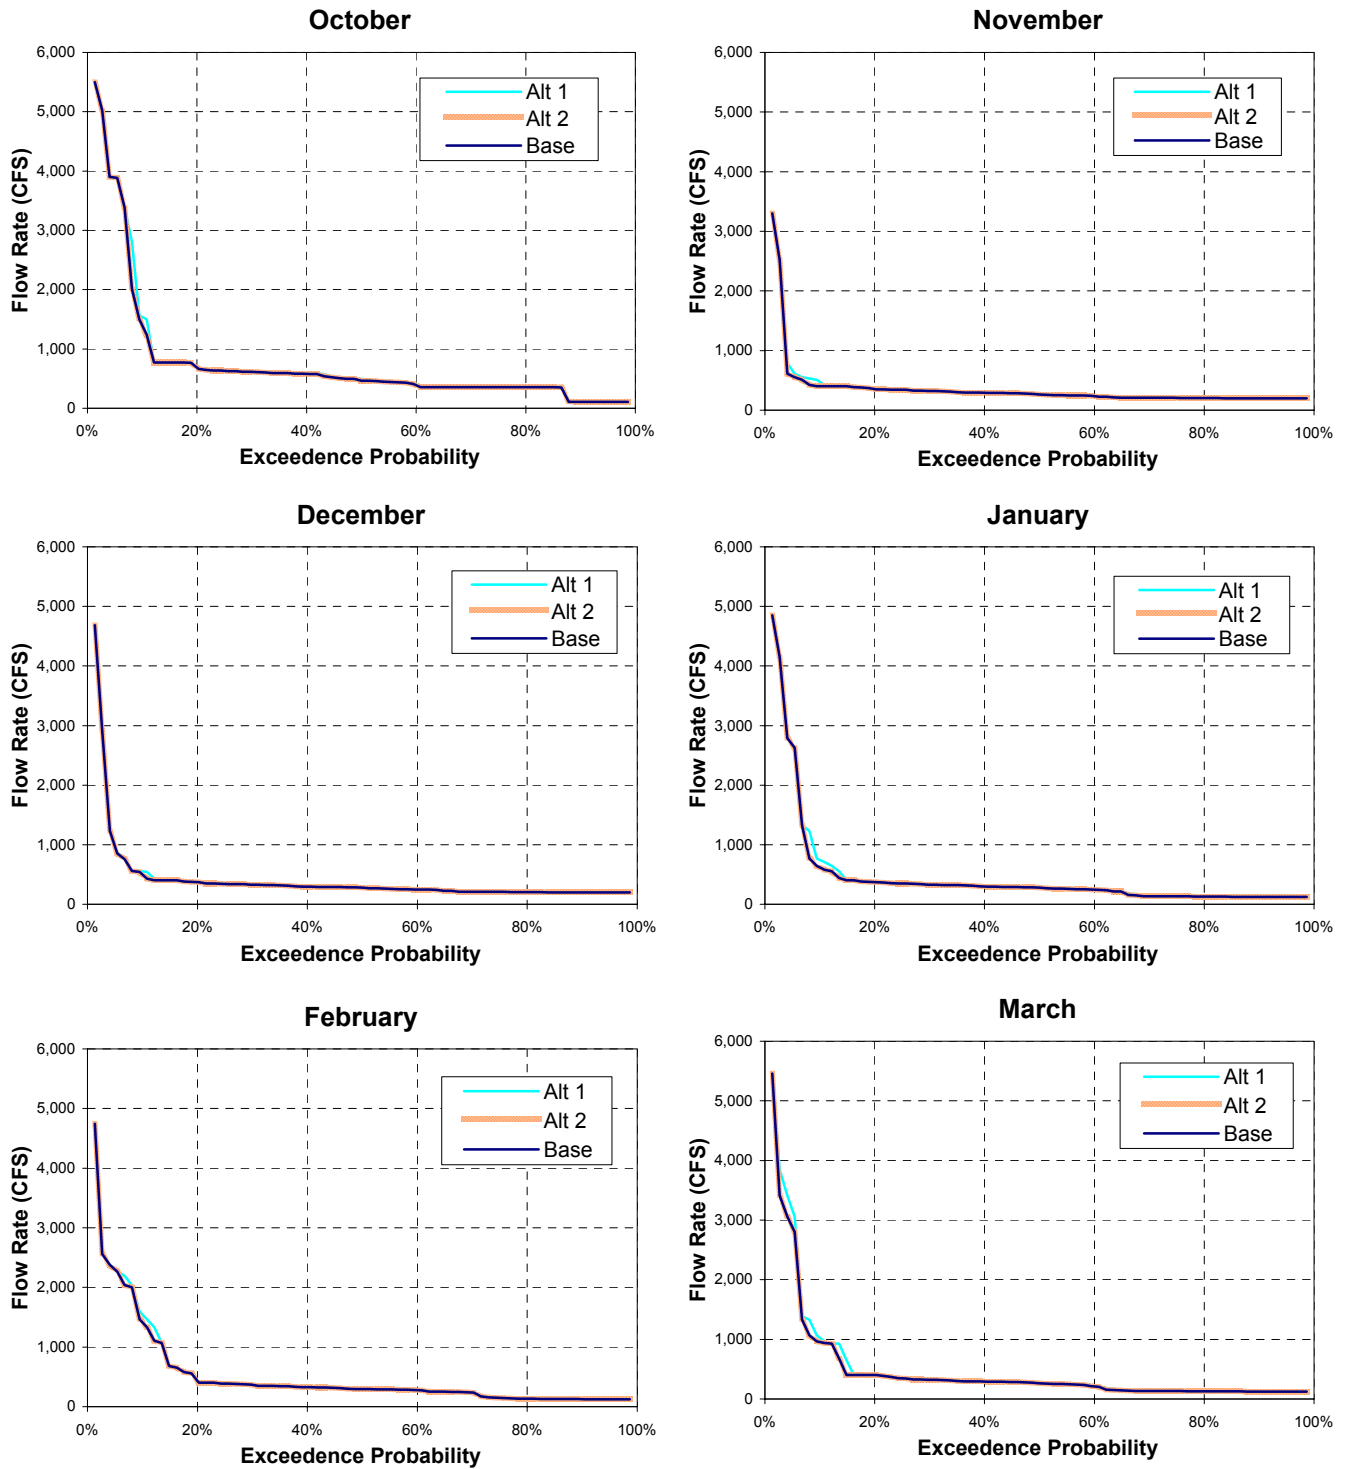 October
6,000
5,000
4,000
3,000
2,000
1,000
0
Flow Rate (CFS)
Alt 1
Alt 2
Base
0% 20% 40% 60% 80% 100%
Exceedence Probability
November
6,000
5,000
4,000
3,000
2,000
1,000
0
Flow Rate (CFS)
Alt 1
Alt 2
Base
0% 20% 40% 60% 80% 100%
Exceedence Probability
December
6,000
5,000
4,000
3,000
2,000
1,000
0
Flow Rate (CFS)
Alt 1
Alt 2
Base
0% 20% 40% 60% 80% 100%
Exceedence Probability
January
6,000
5,000
4,000
3,000
2,000
1,000
0
Flow Rate (CFS)
Alt 1
Alt 2
Base
0% 20% 40% 60% 80% 100%
Exceedence Probability
February
6,000
5,000
4,000
3,000
2,000
1,000
0
Flow Rate (CFS)
Alt 1
Alt 2
Base
0% 20% 40% 60% 80% 100%
Exceedence Probability
March
6,000
5,000
4,000
3,000
2,000
1,000
0
Flow Rate (CFS)
Alt 1
Alt 2
Base
0% 20% 40% 60% 80% 100%
Exceedence Probability